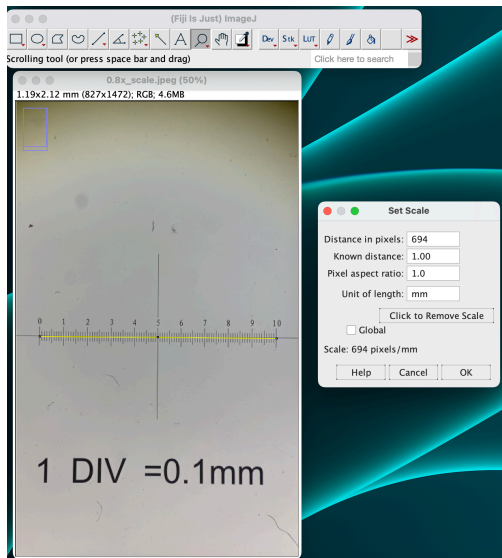 (Fiji Is Just) ImageJ
Dev Stk LUT
Scrolling tool (or press space bar and drag)
Click here to search
0.8x_scale.jpeg (50%)
1.19x2.12 mm (827x1472); RGB; 4.6MB
0 1 2 3 4 5 6 7 8 9 10
1 DIV =0.1mm
Set Scale
Distance in pixels: 694
Known distance: 1.00
Pixel aspect ratio: 1.0
Unit of length: mm
Click to Remove Scale
Global
Scale: 694 pixels/mm
Help Cancel OK